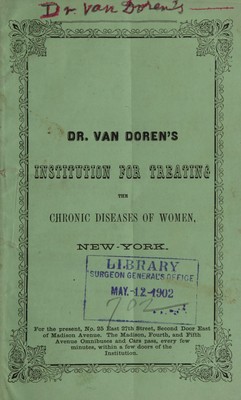 Dr. Van Doren's
DR. VAN DOREN'S
INSTITUTION FOR TREATING
THE
CHRONIC DISEASES OF WOMEN,
NEW-YORK.
LIBRARY
SURGEON GENERAL'S OFFICE
MAY.-12-1902
For the present, No. 25 East 27th Street, Second Door East
of Madison Avenue. The Madison, Fourth, and Fifth
Avenue Omnibuses and Cars pass, every few
minutes, within a few doors of the
Institution.